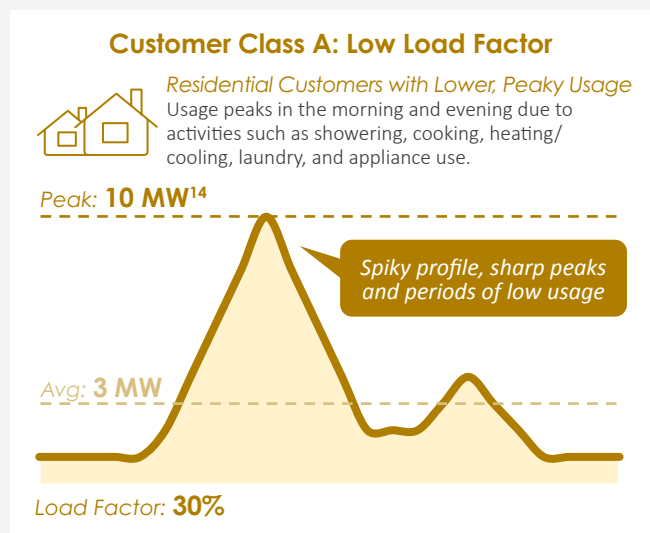 Customer Class A: Low Load Factor
Residential Customers with Lower, Peaky Usage
Usage peaks in the morning and evening due to
activities such as showering, cooking, heating/
cooling, laundry, and appliance use.
Peak: 10 MW¹⁴
Spiky profile, sharp peaks
and periods of low usage
Avg: 3 MW
Load Factor: 30%